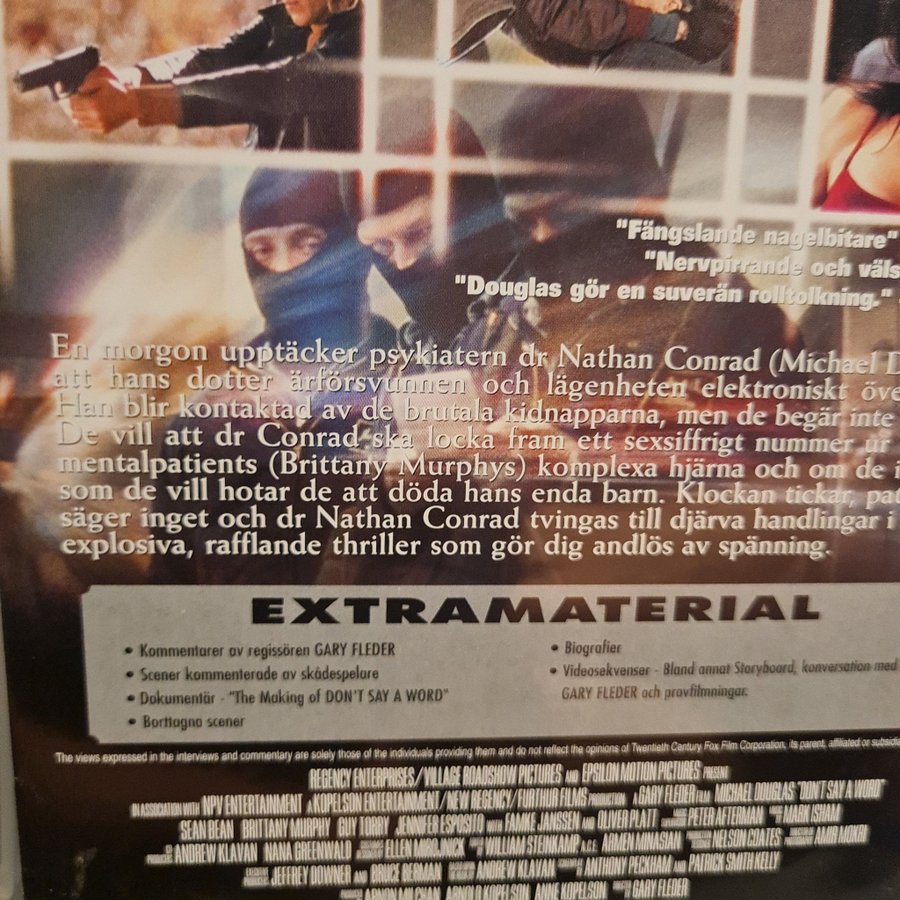 "Fängslande nagelbitare"
"Nervpirrande och väls
"Douglas gör en suverän rolltolkning."
En morgon upptäcker psykiatern dr Nathan Conrad (Michael D
att hans dotter ärförsvunnen och lägenheten elektroniskt öve
Han blir kontaktad av de brutala kidnapparna, men de begär inte
De vill att dr Conrad ska locka fram ett sexsiffrigt nummer ur
mentalpatients (Brittany Murphys) komplexa hjärna och om de i
som de vill hotar de att döda hans enda barn. Klockan tickar, pat
säger inget och dr Nathan Conrad tvingas till djärva handlingar i
explosiva, rafflande thriller som gör dig andlös av spänning.
EXTRAMATERIAL
• Kommentarer av regissören GARY FLEDER
• Scener kommenterade av skådespelare
• Dokumentär - "The Making of DON'T SAY A WORD"
• Borttagna scener
• Biografier
• Videosekvenser - Bland annat Storyboard, konversation med
GARY FLEDER och provfilmningar.
The views expressed in the interviews and commentary are solely those of the individuals providing them and do not reflect the opinions of Twentieth Century Fox Film Corporation, its parent, affiliated or subsidia
REGENCY ENTERPRISES/VILLAGE ROADSHOW PICTURES AND EPSILON MOTION PICTURES PRESENT
IN ASSOCIATION WITH NPV ENTERTAINMENT A KOPELSON ENTERTAINMENT/NEW REGENCY/FURTHUR FILMS PRODUCTION A GARY FLEDER FILM MICHAEL DOUGLAS "DON'T SAY A WORD"
SEAN BEAN BRITTANY MURPHY GUY TORRY JENNIFER ESPOSITO WITH FAMKE JANSSEN AND OLIVER PLATT PETER AFTERMAN MARK ISHAM
ANDREW KLAVAN NANA GREENWALD ELLEN MIROJNICK WILLIAM STEINKAMP A.C.E. ARMEN MINASIAN NELSON COATES AMIR MOKRI
JEFFREY DOWNER AND BRUCE BERMAN ANDREW KLAVAN ANTHONY PECKHAM AND PATRICK SMITH KELLY
ARNON MILCHAN ARNOLD KOPELSON ANNE KOPELSON GARY FLEDER